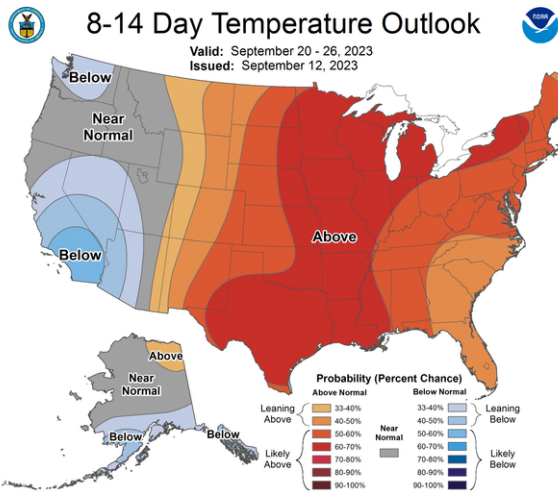 8-14 Day Temperature Outlook
Valid: September 20 - 26, 2023
Issued: September 12, 2023
NOAA
Below
Near
Normal
Below
Above
Above
Near
Normal
Below
Below
Probability (Percent Chance)
Above Normal
Below Normal
Leaning
Above
33-40%
40-50%
Likely
Above
50-60%
60-70%
70-80%
80-90%
90-100%
Near
Normal
33-40%
40-50%
Leaning
Below
50-60%
60-70%
70-80%
80-90%
90-100%
Likely
Below